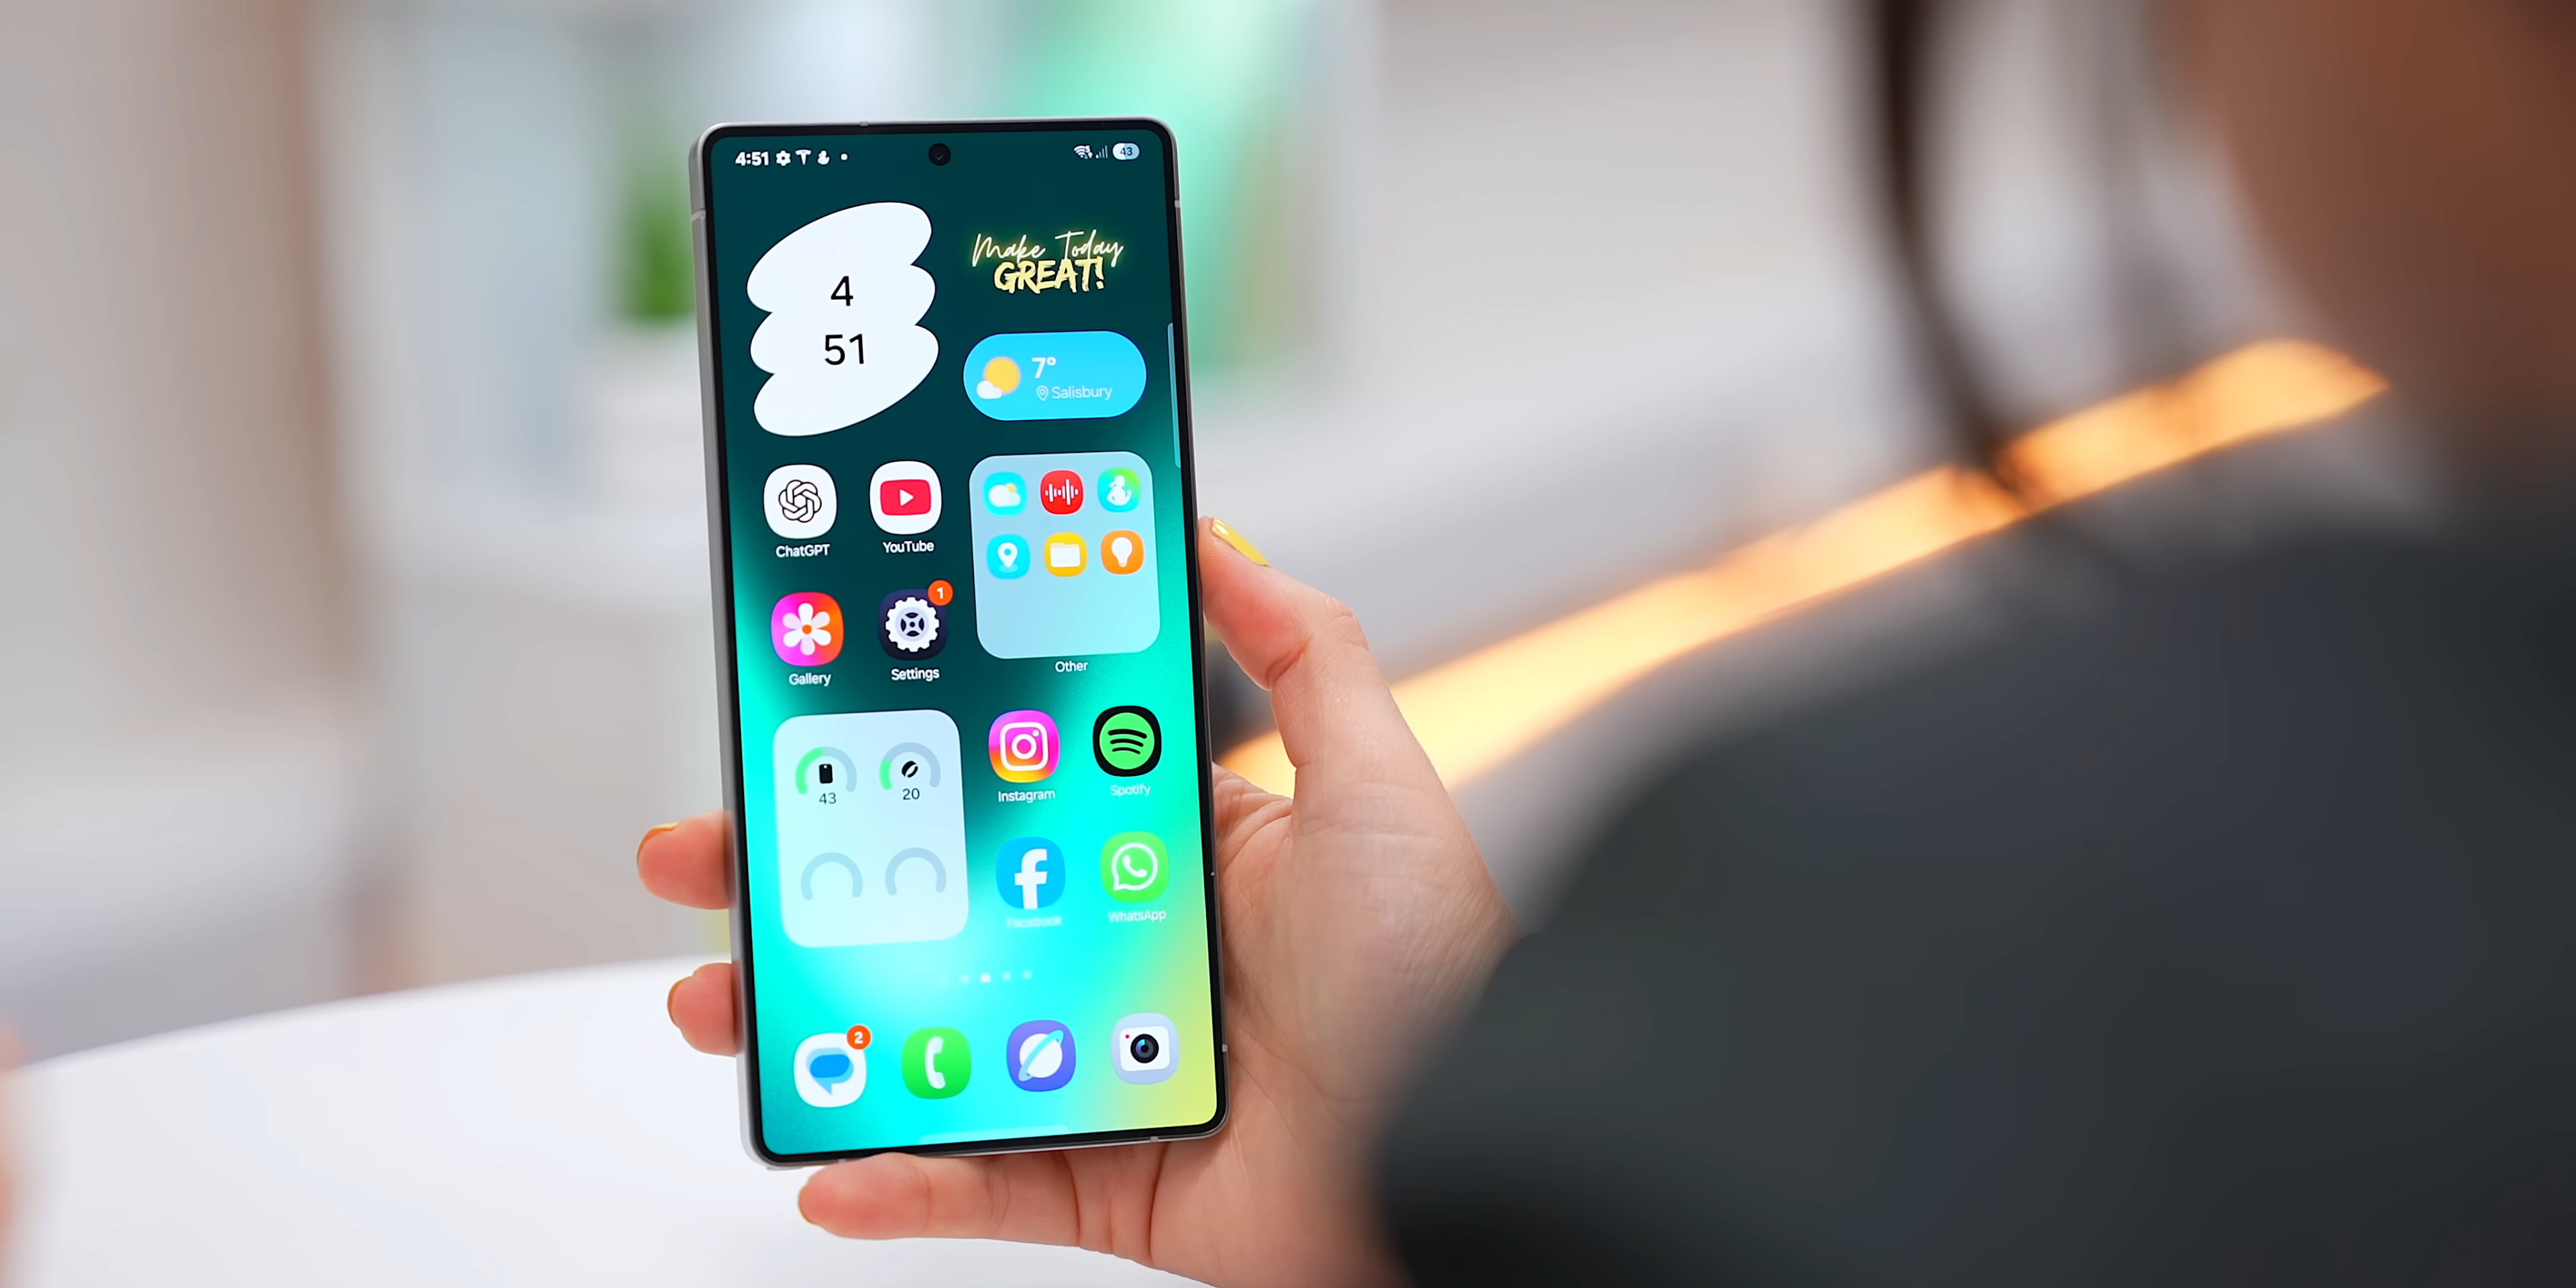 4:51
43
4
51
Make Today
GREAT!
7°
Salisbury
ChatGPT
YouTube
1
Gallery
Settings
Other
43
20
Instagram
Spotify
Facebook
WhatsApp
2